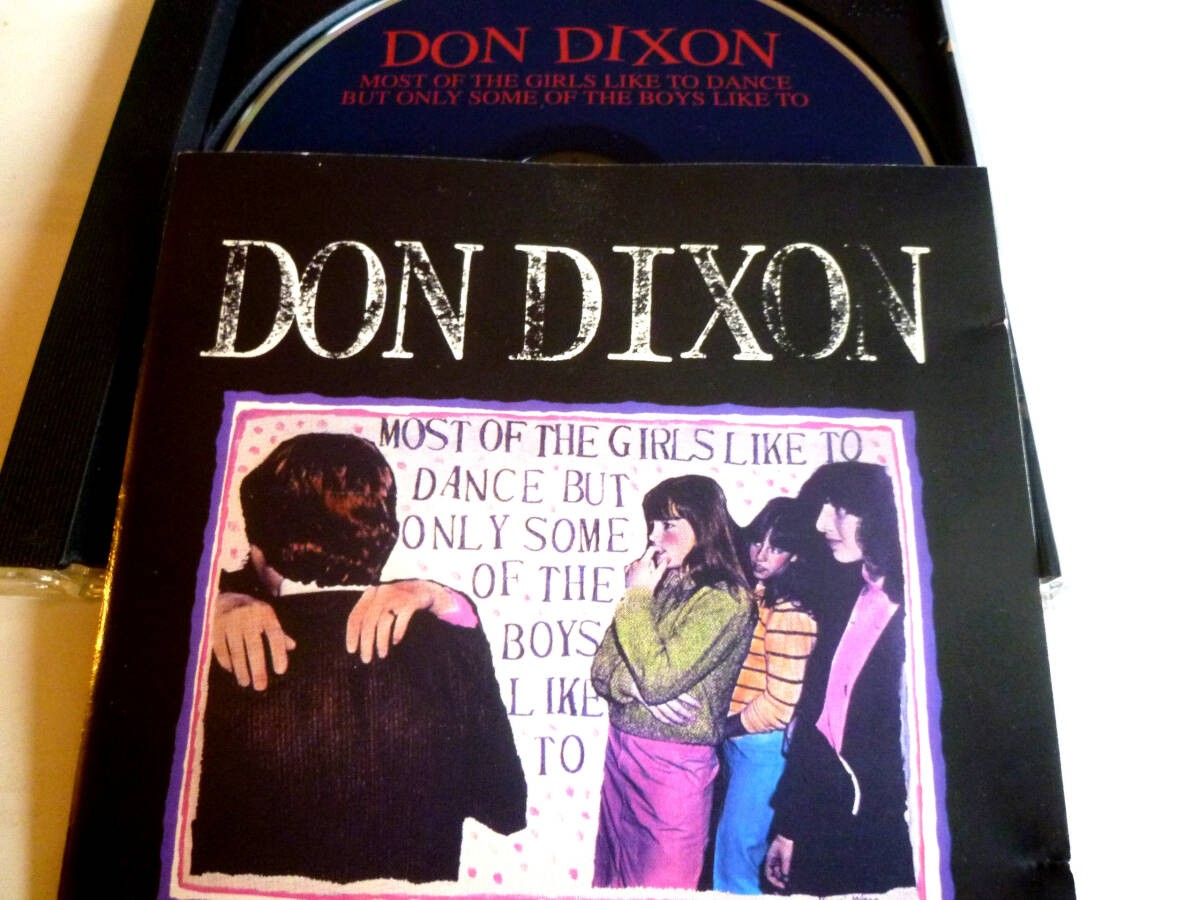 DON DIXON
MOST OF THE GIRLS LIKE TO DANCE
BUT ONLY SOME OF THE BOYS LIKE TO
DON DIXON
MOST OF THE GIRLS LIKE TO
DANCE BUT
ONLY SOME
OF THE
BOYS
LIKE
TO